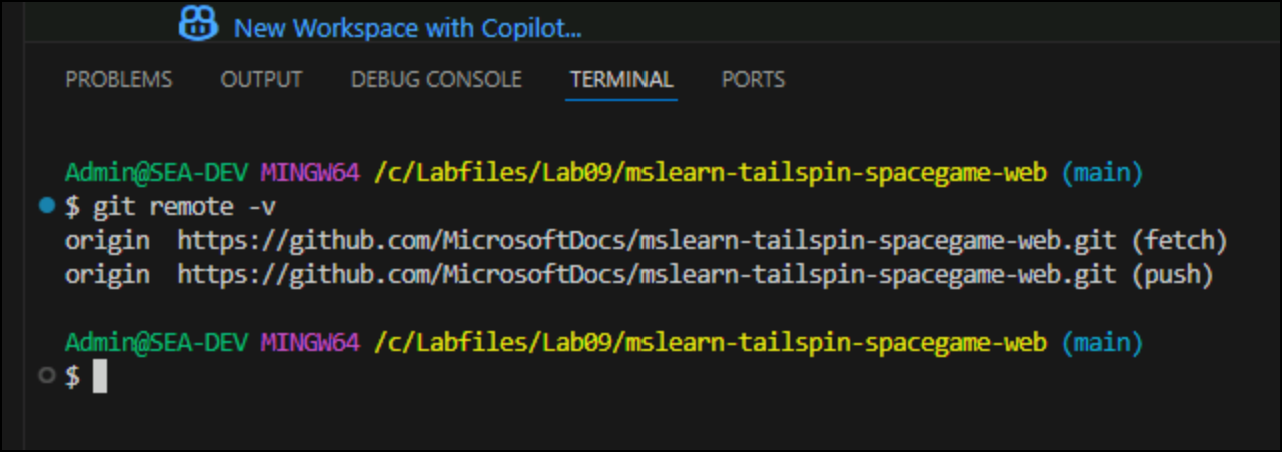 New Workspace with Copilot...
PROBLEMS OUTPUT DEBUG CONSOLE TERMINAL PORTS
Admin@SEA-DEV MINGW64 /c/Labfiles/Lab09/mslearn-tailspin-spacegame-web (main)
$ git remote -v
origin  https://github.com/MicrosoftDocs/mslearn-tailspin-spacegame-web.git (fetch)
origin  https://github.com/MicrosoftDocs/mslearn-tailspin-spacegame-web.git (push)
Admin@SEA-DEV MINGW64 /c/Labfiles/Lab09/mslearn-tailspin-spacegame-web (main)
$